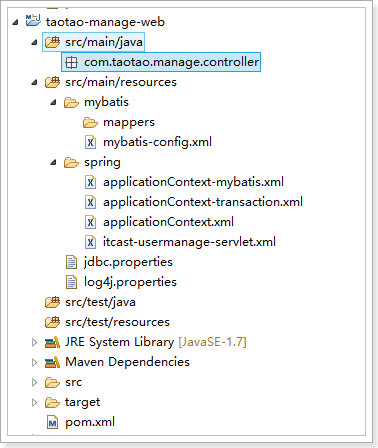 taotao-manage-web
src/main/java
com.taotao.manage.controller
src/main/resources
mybatis
mappers
mybatis-config.xml
spring
applicationContext-mybatis.xml
applicationContext-transaction.xml
applicationContext.xml
itcast-usermanage-servlet.xml
jdbc.properties
log4j.properties
src/test/java
src/test/resources
JRE System Library [JavaSE-1.7]
Maven Dependencies
src
target
pom.xml